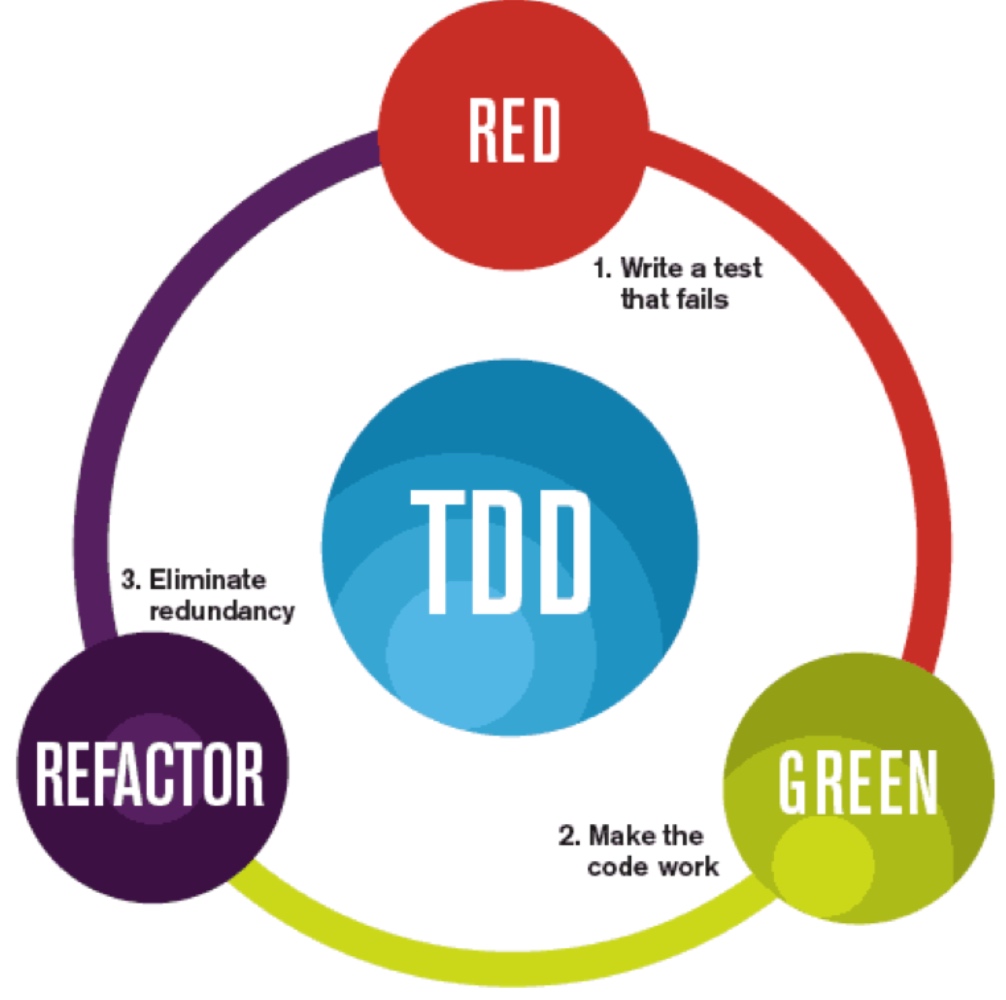 RED
1. Write a test
that fails
TDD
3. Eliminate
redundancy
REFACTOR
GREEN
2. Make the
code work